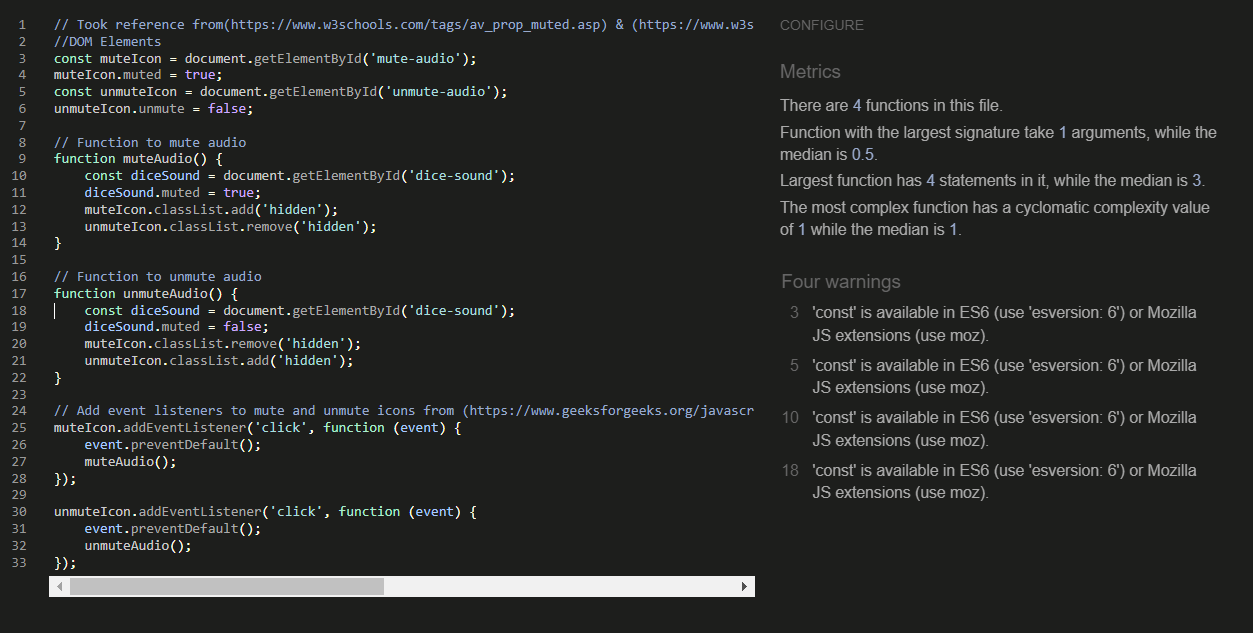 1 // Took reference from(https://www.w3schools.com/tags/av_prop_muted.asp) & (https://www.w3s
2 //DOM Elements
3 const muteIcon = document.getElementById('mute-audio');
4 muteIcon.muted = true;
5 const unmuteIcon = document.getElementById('unmute-audio');
6 unmuteIcon.unmute = false;
7
8 // Function to mute audio
9 function muteAudio() {
10     const diceSound = document.getElementById('dice-sound');
11     diceSound.muted = true;
12     muteIcon.classList.add('hidden');
13     unmuteIcon.classList.remove('hidden');
14 }
15
16 // Function to unmute audio
17 function unmuteAudio() {
18     const diceSound = document.getElementById('dice-sound');
19     diceSound.muted = false;
20     muteIcon.classList.remove('hidden');
21     unmuteIcon.classList.add('hidden');
22 }
23
24 // Add event listeners to mute and unmute icons from (https://www.geeksforgeeks.org/javascr
25 muteIcon.addEventListener('click', function (event) {
26     event.preventDefault();
27     muteAudio();
28 });
29
30 unmuteIcon.addEventListener('click', function (event) {
31     event.preventDefault();
32     unmuteAudio();
33 });
CONFIGURE
Metrics
There are 4 functions in this file.
Function with the largest signature take 1 arguments, while the
median is 0.5.
Largest function has 4 statements in it, while the median is 3.
The most complex function has a cyclomatic complexity value
of 1 while the median is 1.
Four warnings
3 'const' is available in ES6 (use 'esversion: 6') or Mozilla
JS extensions (use moz).
5 'const' is available in ES6 (use 'esversion: 6') or Mozilla
JS extensions (use moz).
10 'const' is available in ES6 (use 'esversion: 6') or Mozilla
JS extensions (use moz).
18 'const' is available in ES6 (use 'esversion: 6') or Mozilla
JS extensions (use moz).